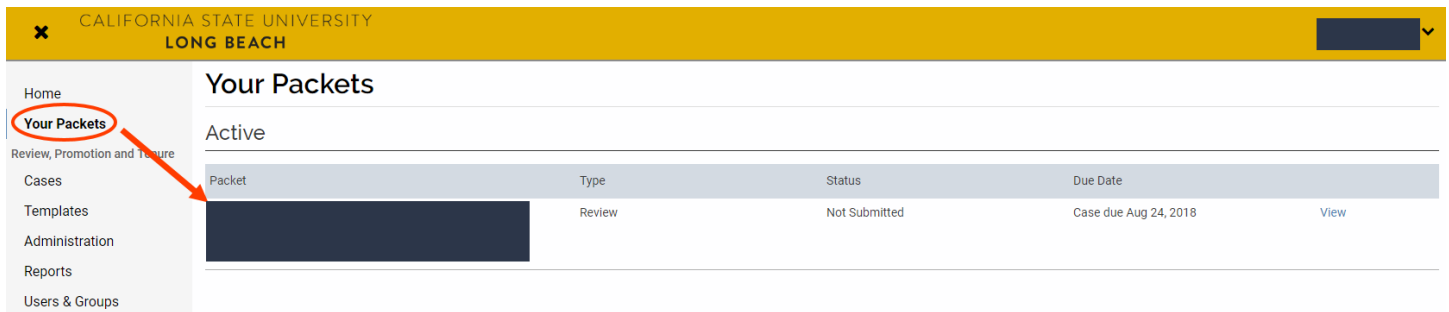 CALIFORNIA STATE UNIVERSITY
LONG BEACH
Home
Your Packets
Review, Promotion and Tenure
Cases
Templates
Administration
Reports
Users & Groups
Your Packets
Active
Packet Type Status Due Date
Review Not Submitted Case due Aug 24, 2018 View